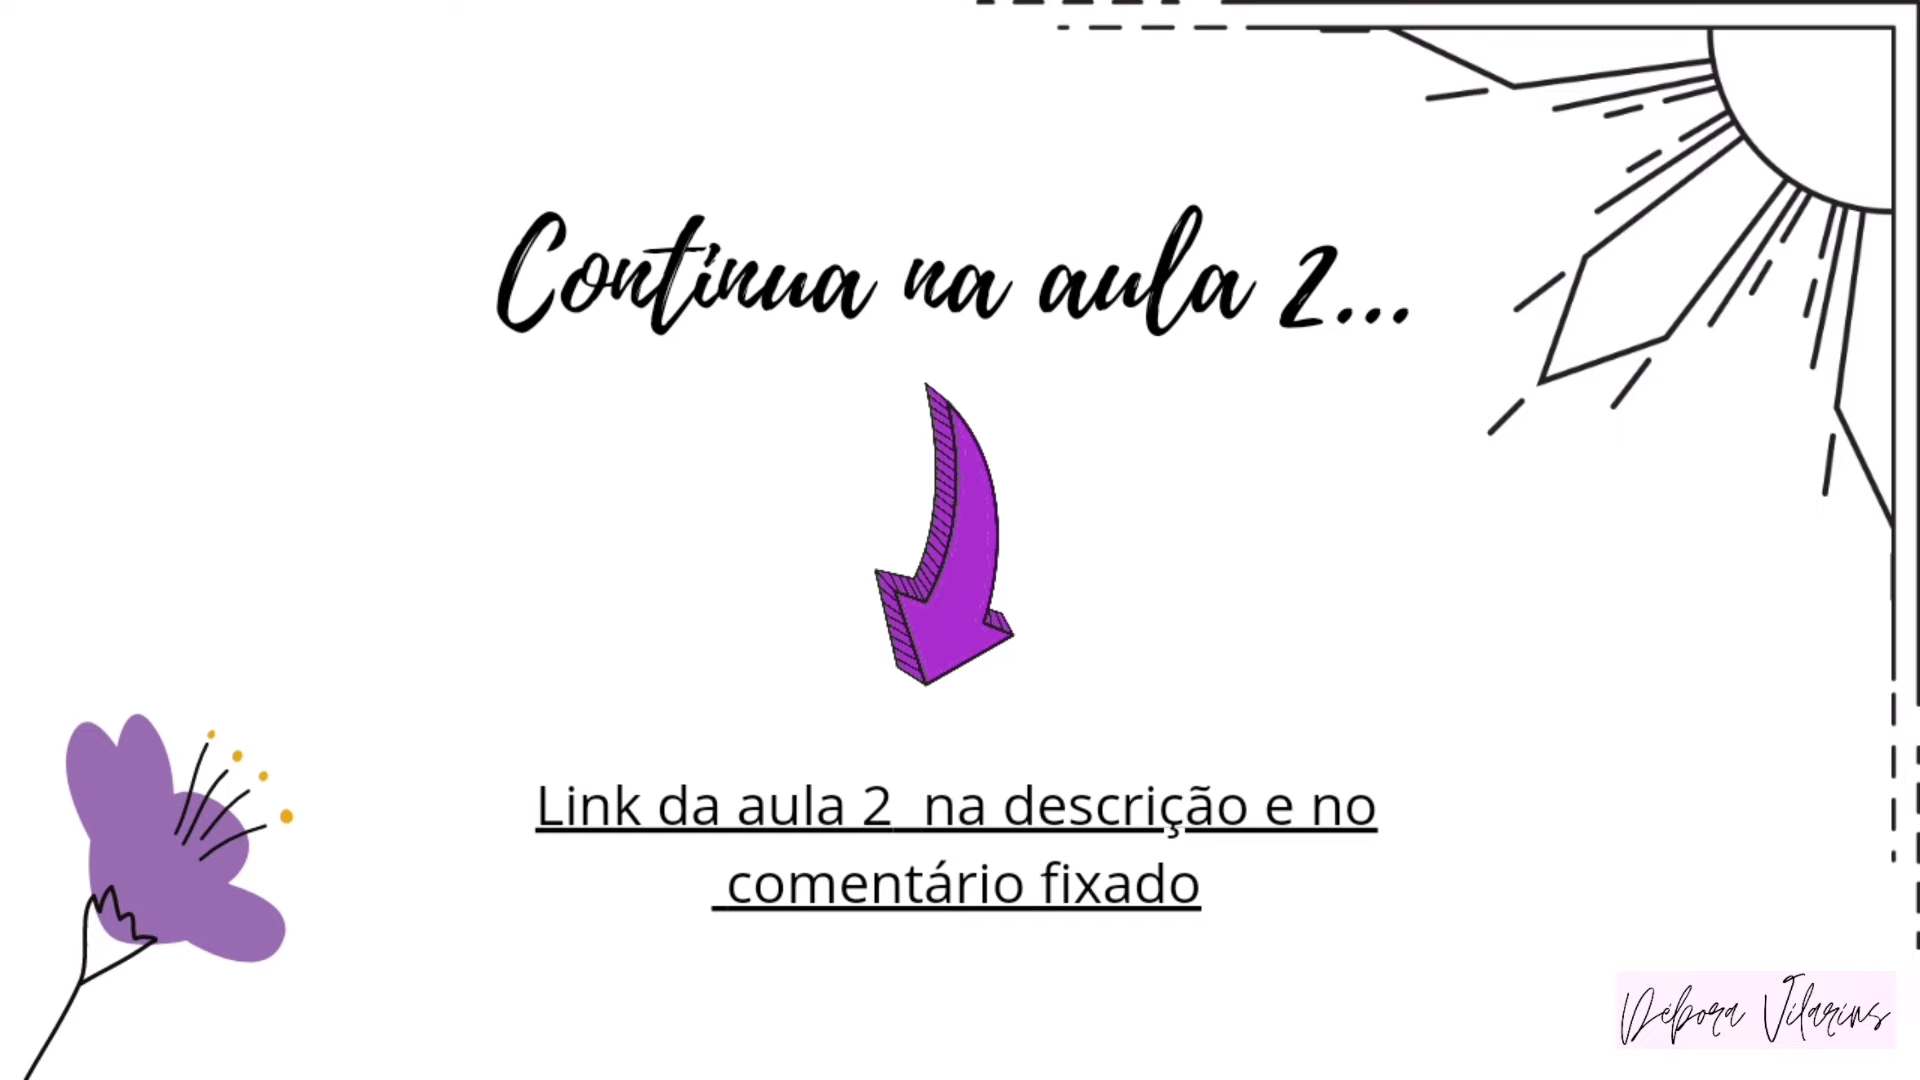 Continua na aula 2...
Link da aula 2 na descrição e no
comentário fixado
Débora Vilarins